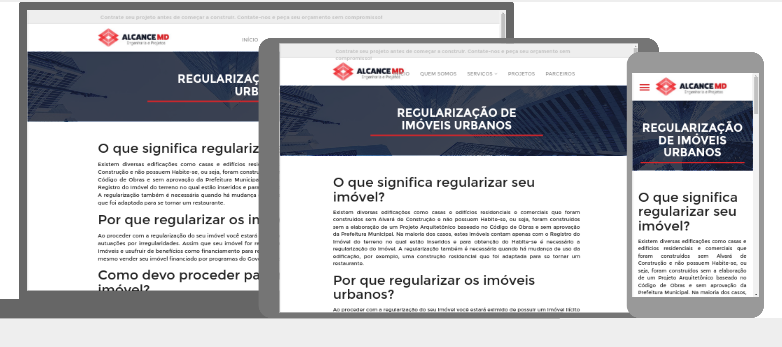 Contrate seu projeto antes de começar a construir. Contate-nos e peça seu orçamento sem compromisso!
ALCANCE MD
Engenharia e Projetos
INÍCIO
REGULARIZAÇ
URB
O que significa regulariz
Existem diversas edificações como casas e edifícios resi
Construção e não possuem Habite-se, ou seja, foram constru
Código de Obras e sem aprovação da Prefeitura Municipa
Registro do imóvel do terreno no qual estão inseridos e para
A regularização também é necessária quando há mudança
que foi adaptada para se tornar um restaurante.
Por que regularizar os in
Ao proceder com a regularização do seu imóvel você estará
autuações por irregularidades. Assim que seu imóvel for re
imóveis e usufruir de benefícios como financiamento para re
mesmo vender seu imóvel financiado por programas do Gov
Como devo proceder pa
imóvel?
Contrate seu projeto antes de começar a construir. Contate-nos e peça seu orçamento sem
compromisso!
ALCANCE MD
Engenharia e Projetos
IO QUEM SOMOS SERVIÇOS PROJETOS PARCEIROS
REGULARIZAÇÃO DE
IMÓVEIS URBANOS
O que significa regularizar seu
imóvel?
Existem diversas edificações como casas e edifícios residenciais e comerciais que foram
construídos sem Alvará de Construção e não possuem Habite-se, ou seja, foram construídos
sem a elaboração de um Projeto Arquitetônico baseado no Código de Obras e sem aprovação
da Prefeitura Municipal. Na maioria dos casos, estes imóveis contam apenas com o Registro do
imóvel do terreno no qual estão inseridos e para obtenção do Habite-se é necessário a
regularização do imóvel. A regularização também é necessária quando há mudança de uso da
edificação, por exemplo, uma construção residencial que foi adaptada para se tornar um
restaurante.
Por que regularizar os imóveis
urbanos?
Ao proceder com a regularização do seu imóvel você estará eximido de possuir um imóvel ilícito
ALCANCE MD
Engenharia e Projetos
REGULARIZAÇÃO
DE IMÓVEIS
URBANOS
O que significa
regularizar seu
imóvel?
Existem diversas edificações como casas e
edifícios residenciais e comerciais que
foram construídos sem Alvará de
Construção e não possuem Habite-se, ou
seja, foram construídos sem a elaboração
de um Projeto Arquitetônico baseado no
Código de Obras e sem aprovação da
Prefeitura Municipal. Na maioria dos casos,